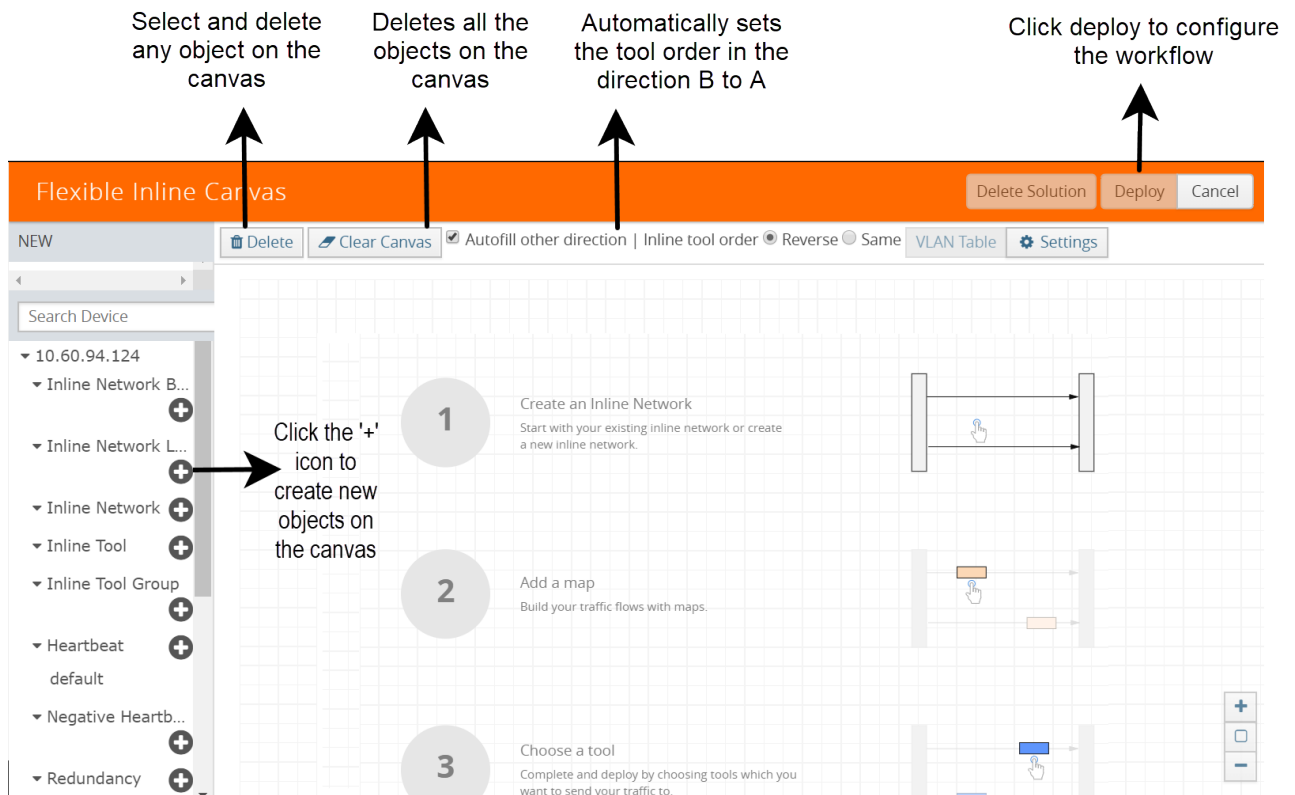 Select and delete
any object on the
canvas
Deletes all the
objects on the
canvas
Automatically sets
the tool order in the
direction B to A
Click deploy to configure
the workflow
Flexible Inline Canvas
Delete Solution
Deploy
Cancel
NEW
Delete
Clear Canvas
Autofill other direction | Inline tool order
Reverse
Same
VLAN Table
Settings
Search Device
10.60.94.124
Inline Network B...
Inline Network L...
Inline Network
Inline Tool
Inline Tool Group
Heartbeat
default
Negative Heartb...
Redundancy
Click the '+'
icon to
create new
objects on
the canvas
1
Create an Inline Network
Start with your existing inline network or create
a new inline network.
2
Add a map
Build your traffic flows with maps.
3
Choose a tool
Complete and deploy by choosing tools which you
want to send your traffic to.